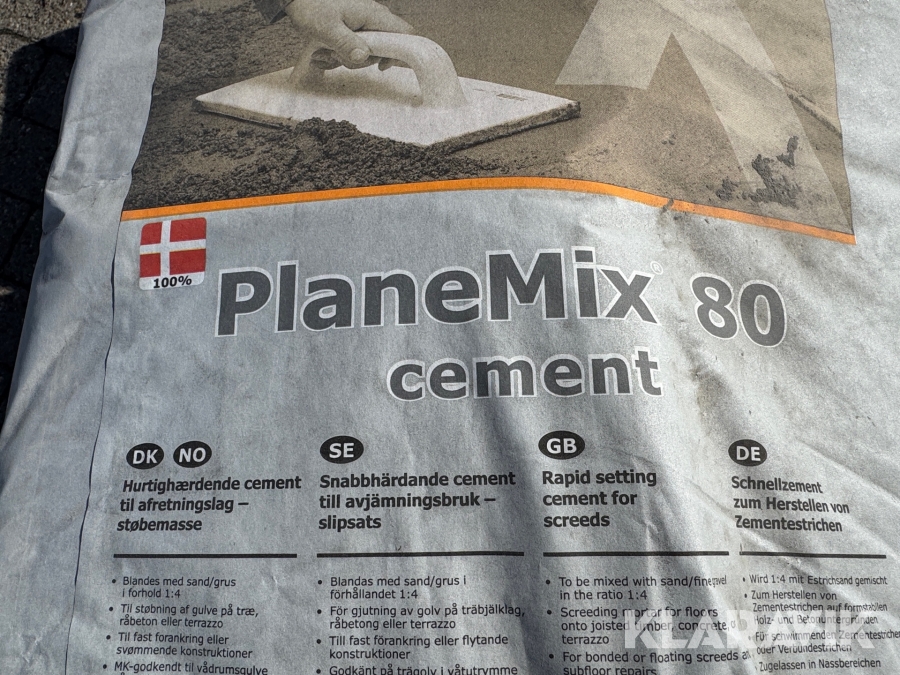 100%
PlaneMix® 80
cement
DK NO
Hurtighærdende cement
til afretningslag –
støbemasse
• Blandes med sand/grus
i forhold 1:4
• Til støbning af gulve på træ,
råbeton eller terrazzo
• Til fast forankring eller
svømmende konstruktioner
• MK-godkendt til vådrumsgulve
SE
Snabbhärdande cement
till avjämningsbruk –
slipsats
• Blandas med sand/grus i
förhållandet 1:4
• För gjutning av golv på träbjälklag,
råbetong eller terrazzo
• Till fast förankring eller flytande
konstruktioner
• Godkänt på trägolv i våtutrymme
GB
Rapid setting
cement for
screeds
• To be mixed with sand/finegravel
in the ratio 1:4
• Screeding mortar for floors
onto joisted timber, concrete,
terrazzo
• For bonded or floating screeds
subfloor repairs
DE
Schnellzement
zum Herstellen von
Zementestrichen
• Wird 1:4 mit Estrichsand gemischt
• Zum Herstellen von
Zementestrichen auf formstabilen
Holz- und Betonuntergründen
• Für schwimmenden Zementestriche
oder Verbundestrich
• Zugelassen in Nassbereichen